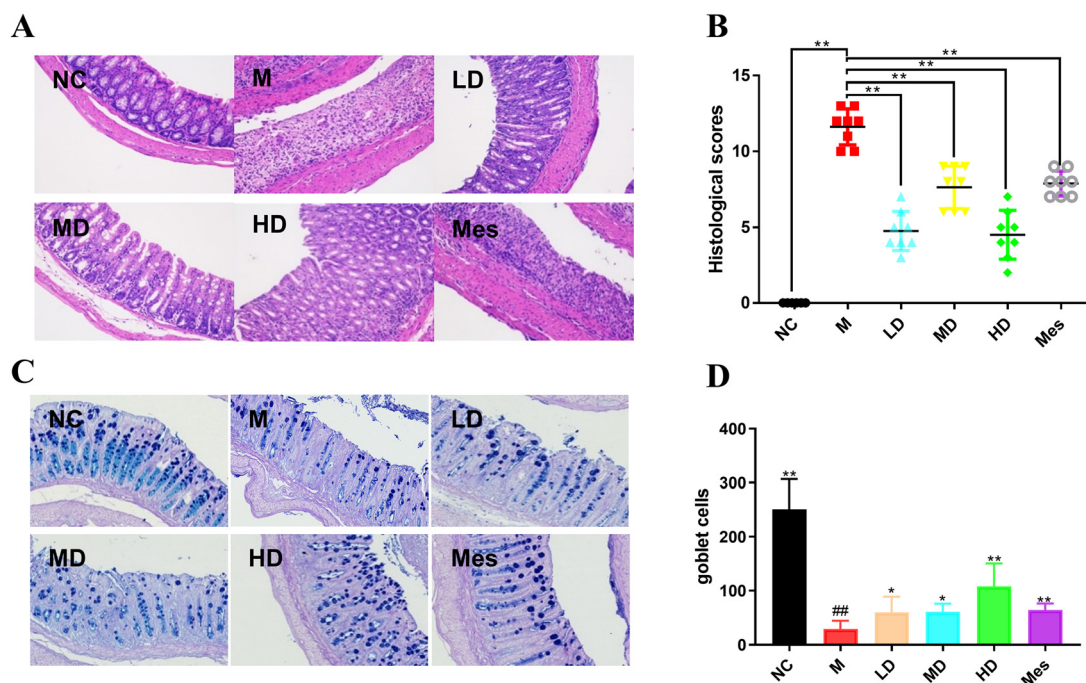 A
NC
M
LD
MD
HD
Mes
B
**
**
**
**
**
Histological scores
15
10
5
0
NC
M
LD
MD
HD
Mes
C
NC
M
LD
MD
HD
Mes
D
goblet cells
400
300
200
100
0
**
##
*
*
**
**
NC
M
LD
MD
HD
Mes